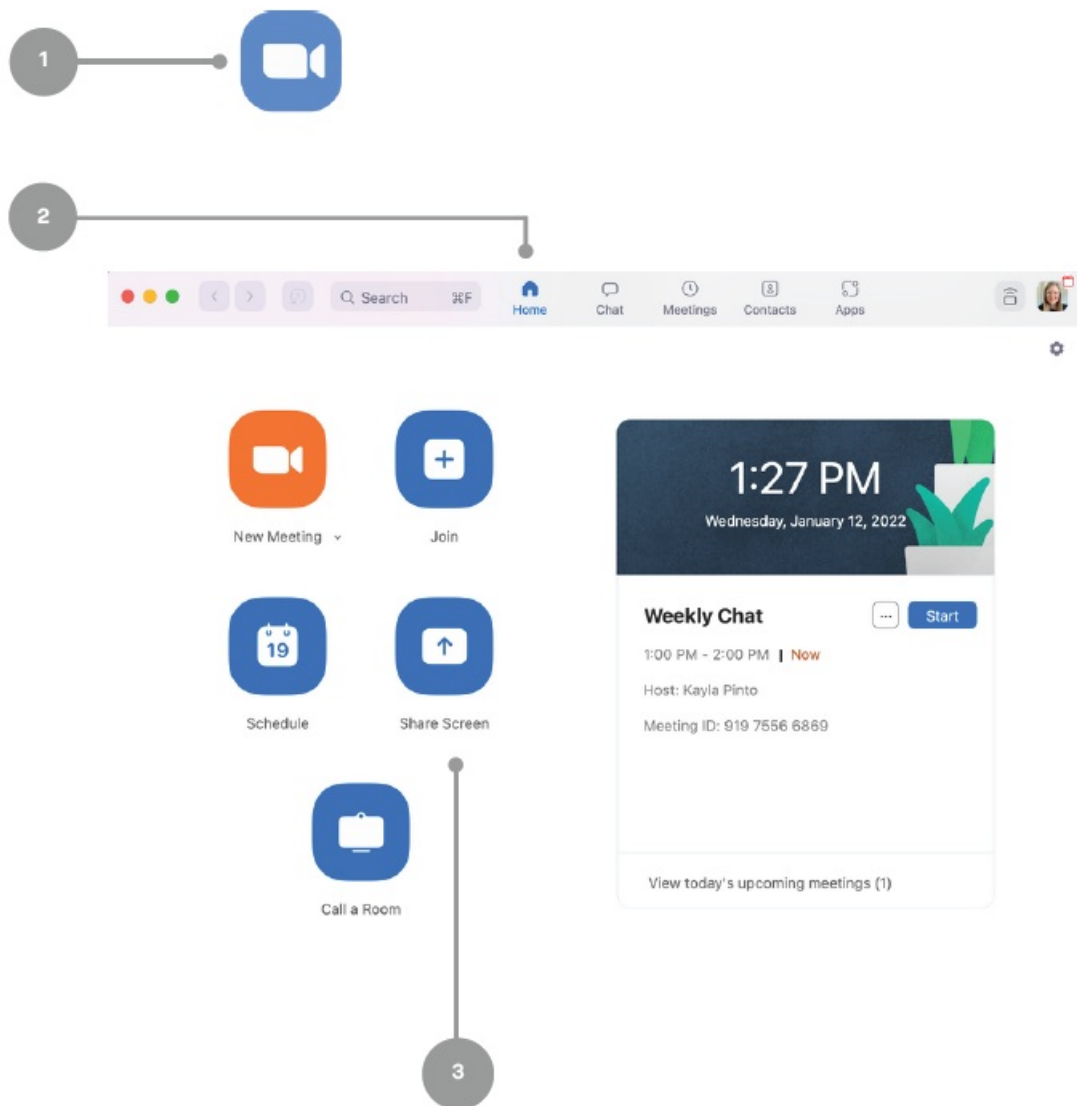 1
2
Search ⌘F
Home
Chat
Meetings
Contacts
Apps
New Meeting
Join
19
Schedule
Share Screen
Call a Room
1:27 PM
Wednesday, January 12, 2022
Weekly Chat
... Start
1:00 PM - 2:00 PM | Now
Host: Kayla Pinto
Meeting ID: 919 7556 6869
View today's upcoming meetings (1)
3